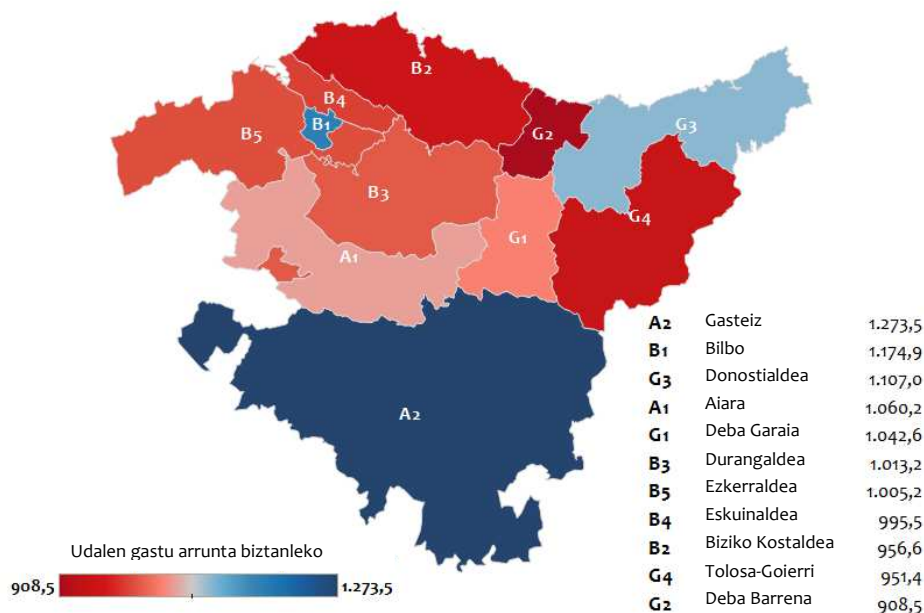 B2
B4
B1
B5
G2
G3
B3
G4
G1
A1
A2
A2 Gasteiz 1.273,5
B1 Bilbo 1.174,9
G3 Donostialdea 1.107,0
A1 Aiara 1.060,2
G1 Deba Garaia 1.042,6
B3 Durangaldea 1.013,2
B5 Ezkerraldea 1.005,2
B4 Eskuinaldea 995,5
B2 Biziko Kostaldea 956,6
G4 Tolosa-Goierri 951,4
G2 Deba Barrena 908,5
Udalen gastu arrunta biztanleko
908,5 1.273,5